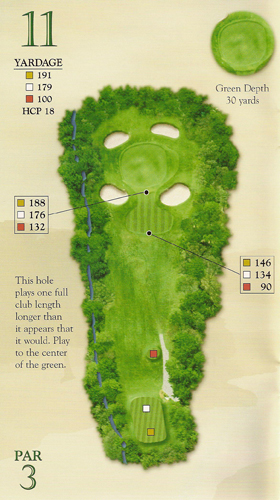 11
YARDAGE
191
179
100
HCP 18
Green Depth
30 yards
188
176
132
146
134
90
This hole
plays one full
club length
longer than
it appears that
it would. Play
to the center
of the green.
PAR
3